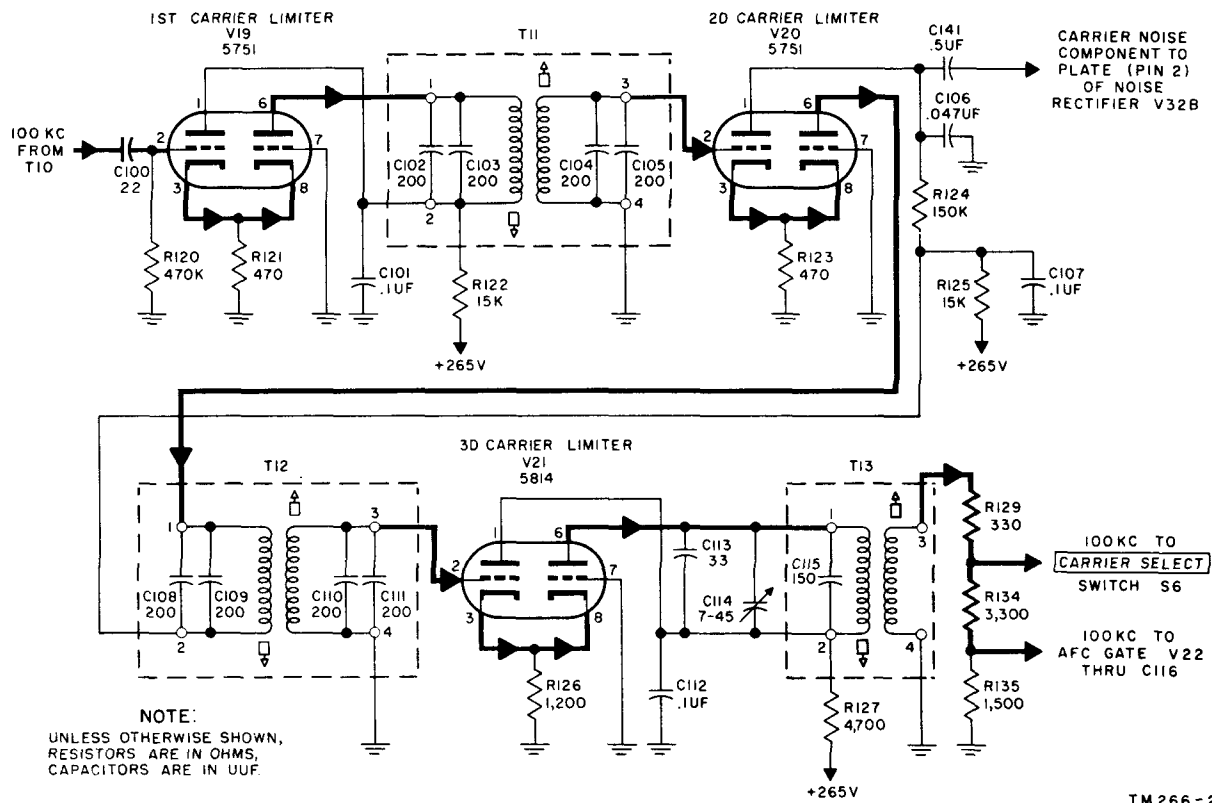 1ST CARRIER LIMITER
V19
5751
T11
2D CARRIER LIMITER
V20
5751
C141
.5UF
CARRIER NOISE
COMPONENT TO
PLATE (PIN 2)
OF NOISE
RECTIFIER V32B
100 KC
FROM
T10
C100
22
1
6
2
7
3
8
R120
470K
R121
470
C101
.1UF
1
2
C102
200
C103
200
R122
15K
+265V
C104
200
C105
200
3
4
1
6
2
7
3
8
R123
470
C106
.047UF
R124
150K
R125
15K
+265V
C107
.1UF
T12
1
2
C108
200
C109
200
C110
200
C111
200
3
4
3D CARRIER LIMITER
V21
5814
1
6
2
7
3
8
R126
1,200
C112
.1UF
C113
33
C114
7-45
T13
1
2
C115
150
3
4
R127
4,700
+265V
R129
330
100KC TO
CARRIER SELECT
SWITCH S6
R134
3,300
100KC TO
AFC GATE V22
THRU C116
R135
1,500
NOTE:
UNLESS OTHERWISE SHOWN,
RESISTORS ARE IN OHMS,
CAPACITORS ARE IN UUF.